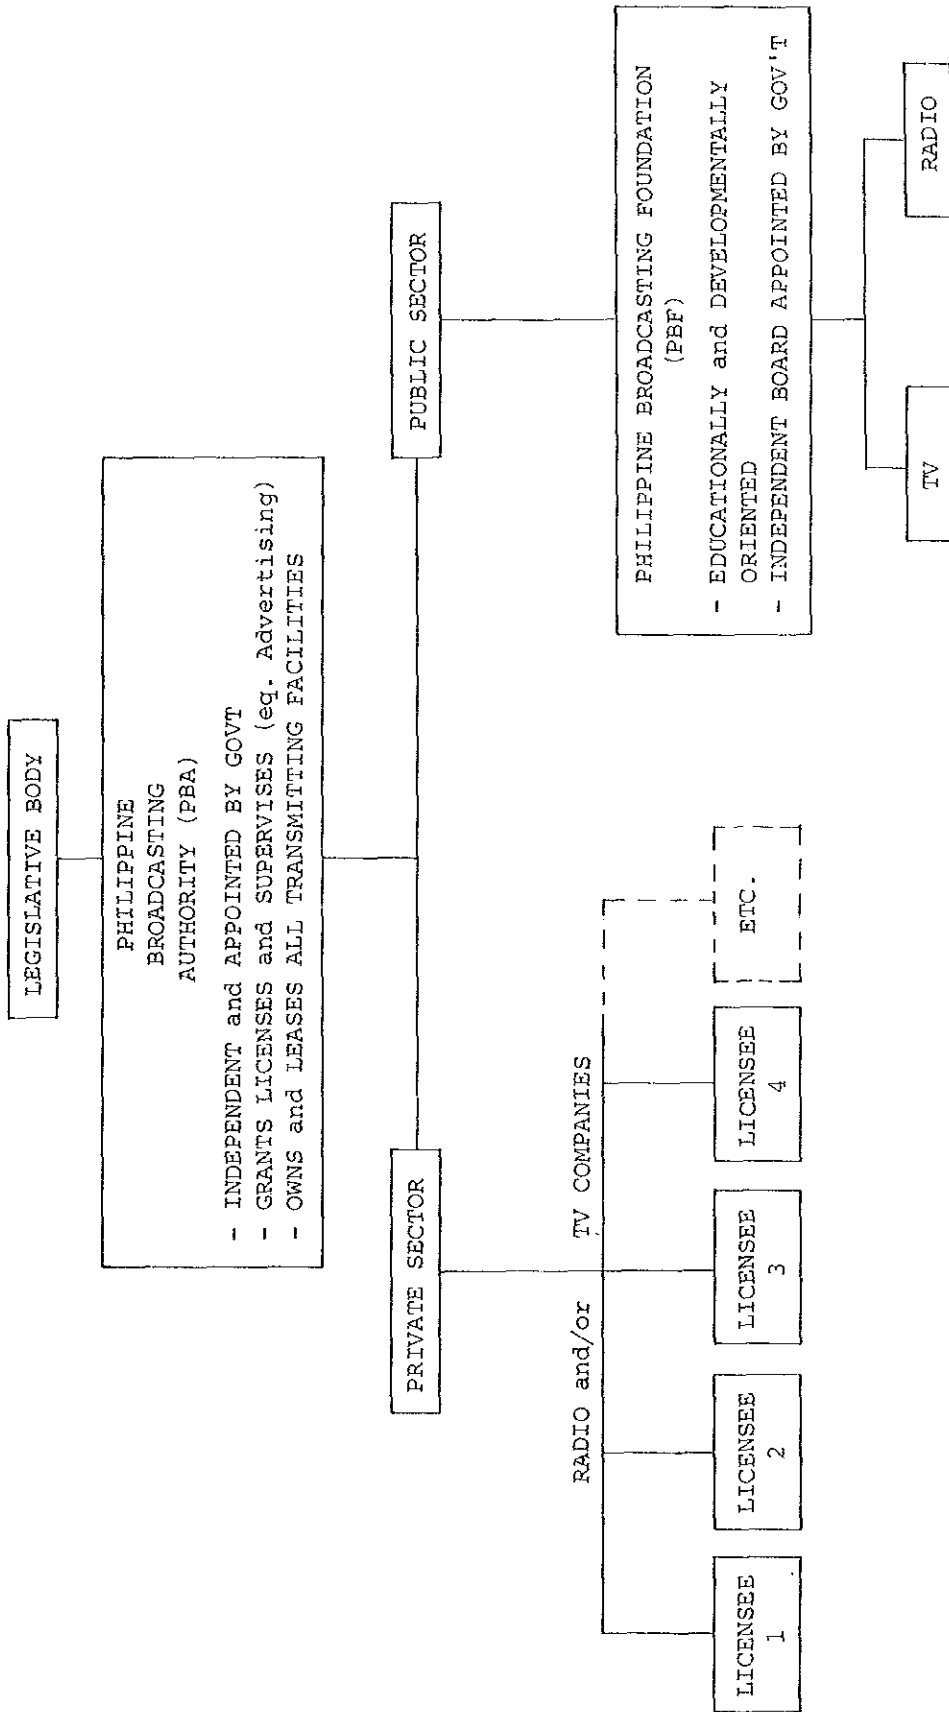 LEGISLATIVE BODY
PHILIPPINE
BROADCASTING
AUTHORITY (PBA)
- INDEPENDENT and APPOINTED BY GOVT
- GRANTS LICENSES and SUPERVISES (eq. Advertising)
- OWNS and LEASES ALL TRANSMITTING FACILITIES
PRIVATE SECTOR
PUBLIC SECTOR
RADIO and/or TV COMPANIES
LICENSEE
1
LICENSEE
2
LICENSEE
3
LICENSEE
4
ETC.
PHILIPPINE BROADCASTING FOUNDATION
(PBF)
- EDUCATIONALLY and DEVELOPMENTALLY
ORIENTED
- INDEPENDENT BOARD APPOINTED BY GOV'T
TV
RADIO